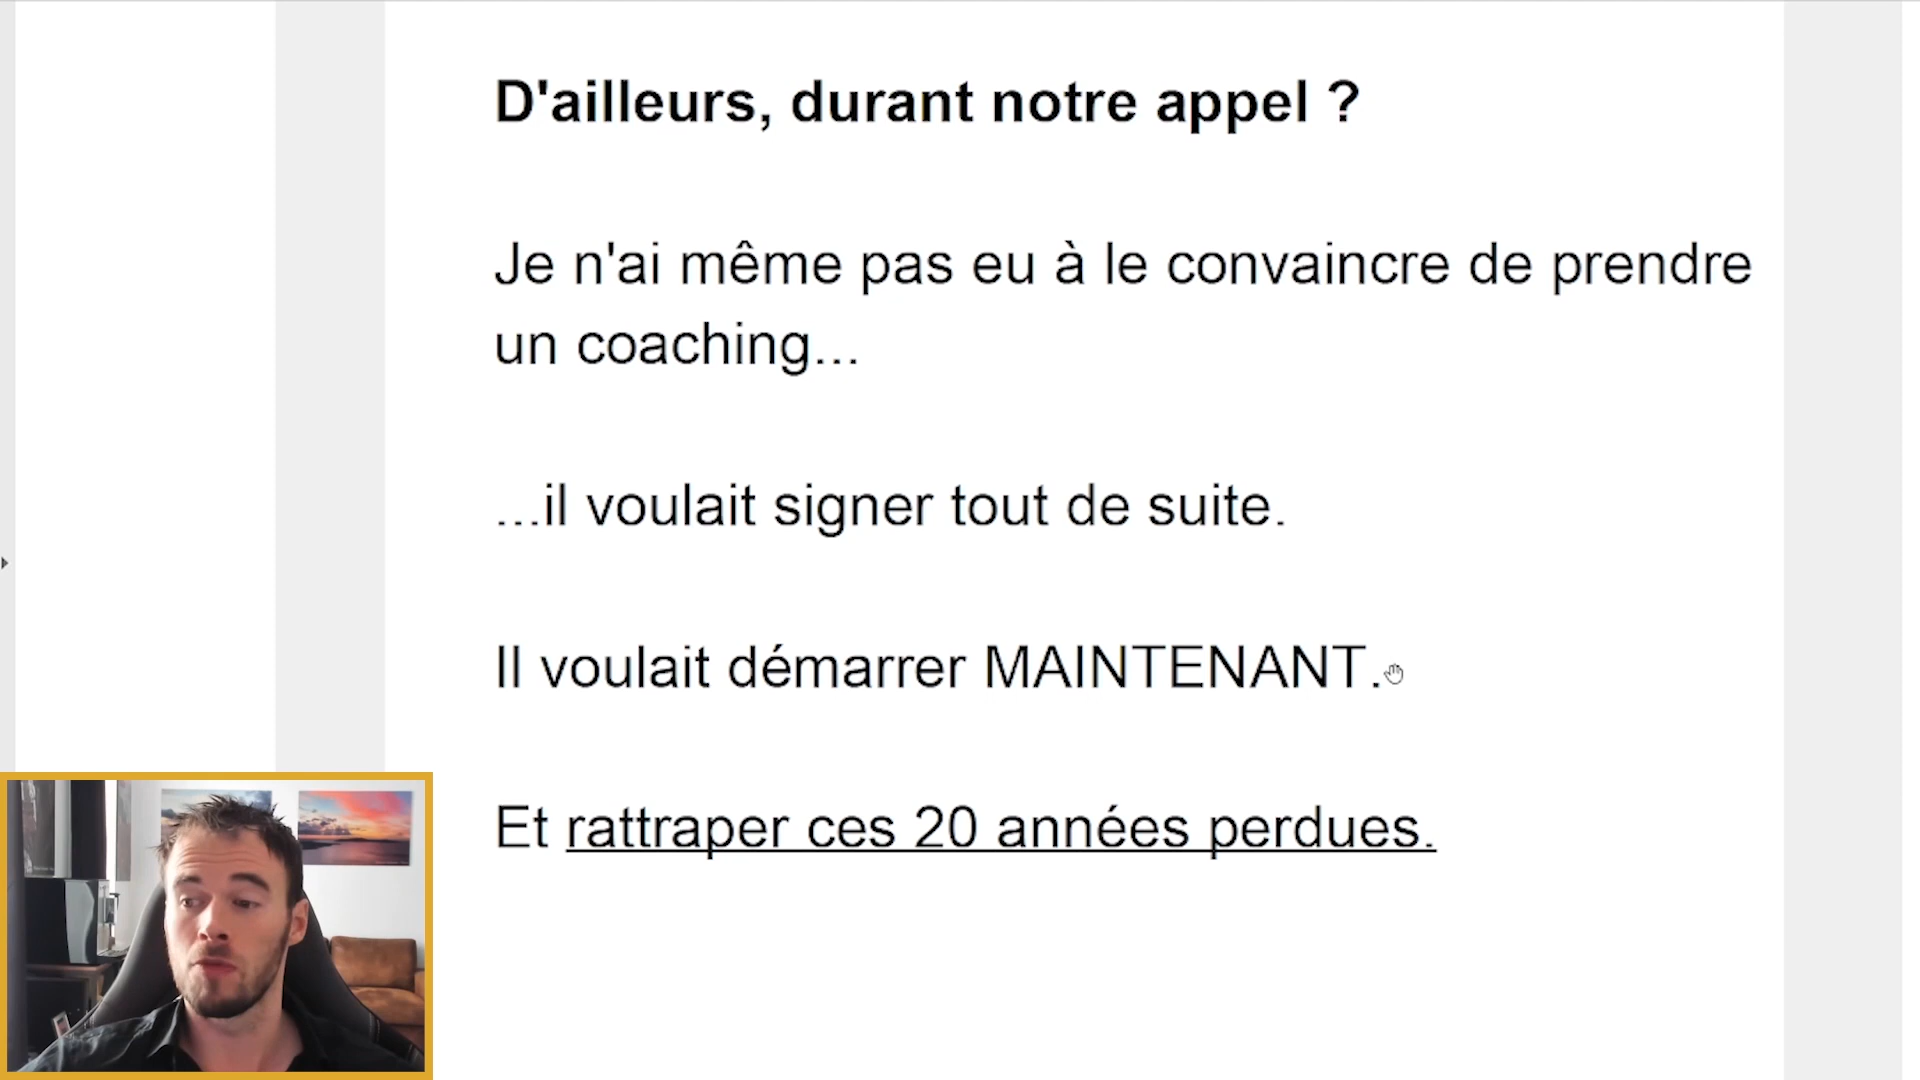 D'ailleurs, durant notre appel ?
Je n'ai même pas eu à le convaincre de prendre
un coaching...
...il voulait signer tout de suite.
Il voulait démarrer MAINTENANT.
Et rattraper ces 20 années perdues.